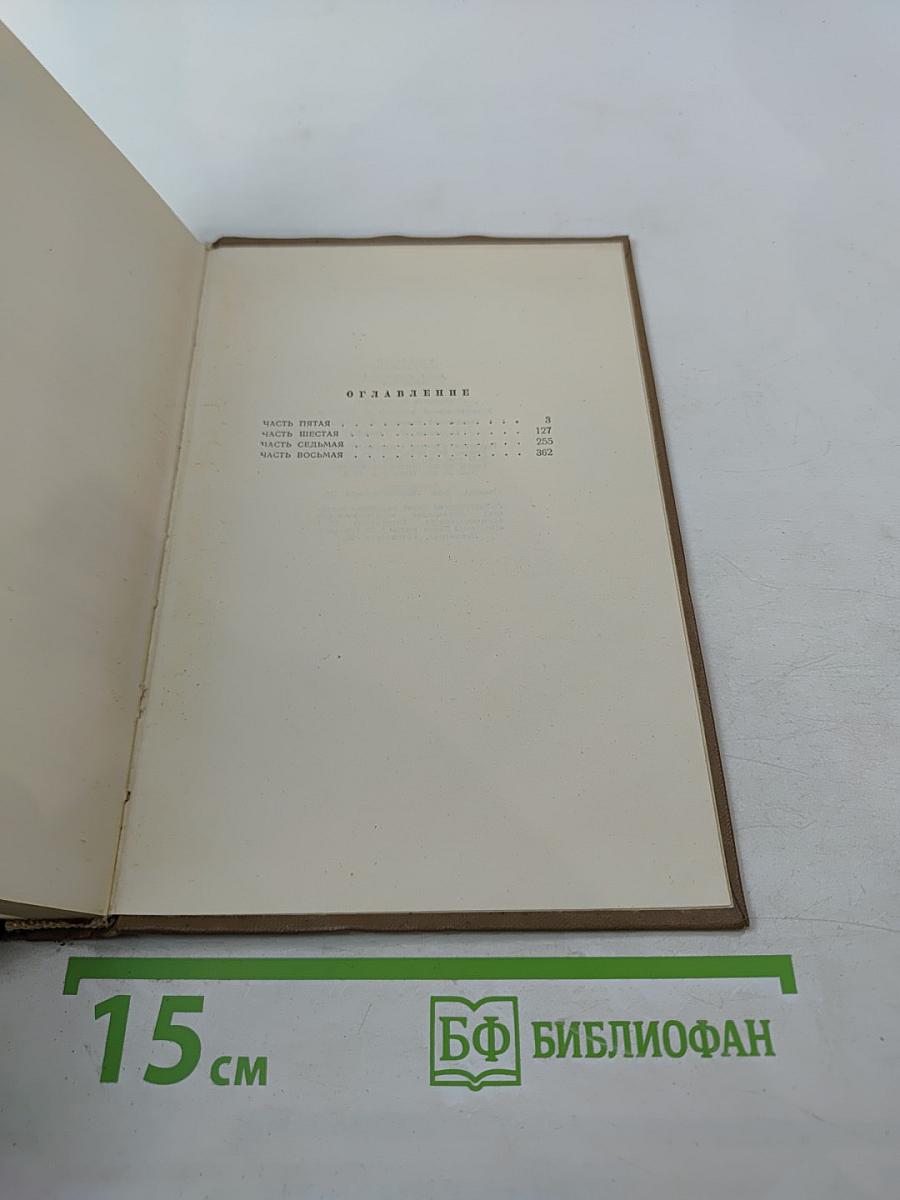 ОГЛАВЛЕНИЕ
ЧАСТЬ ПЯТАЯ . . . . . . . . . . . . . . 3
ЧАСТЬ ШЕСТАЯ . . . . . . . . . . . . . 127
ЧАСТЬ СЕДЬМАЯ . . . . . . . . . . . . . 255
ЧАСТЬ ВОСЬМАЯ . . . . . . . . . . . . . 362
15 см
БФ БИБЛИОФАН